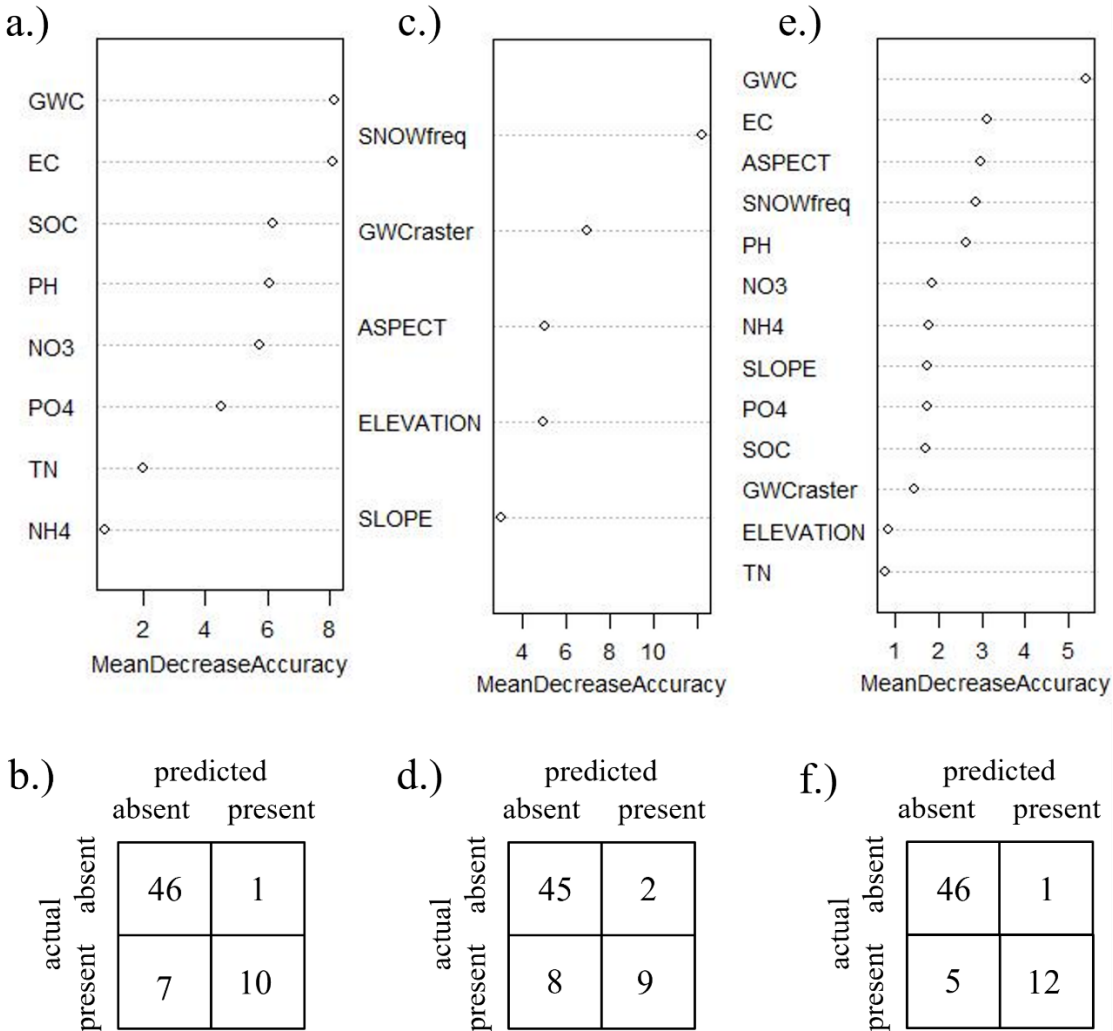 a.)
GWC
EC
SOC
PH
NO3
PO4
TN
NH4
2 4 6 8
MeanDecreaseAccuracy
c.)
SNOWfreq
GWCraster
ASPECT
ELEVATION
SLOPE
4 6 8 10
MeanDecreaseAccuracy
e.)
GWC
EC
ASPECT
SNOWfreq
PH
NO3
NH4
SLOPE
PO4
SOC
GWCraster
ELEVATION
TN
1 2 3 4 5
MeanDecreaseAccuracy
b.)
predicted
absent present
actual
absent
46 1
present
7 10
d.)
predicted
absent present
actual
absent
45 2
present
8 9
f.)
predicted
absent present
actual
absent
46 1
present
5 12